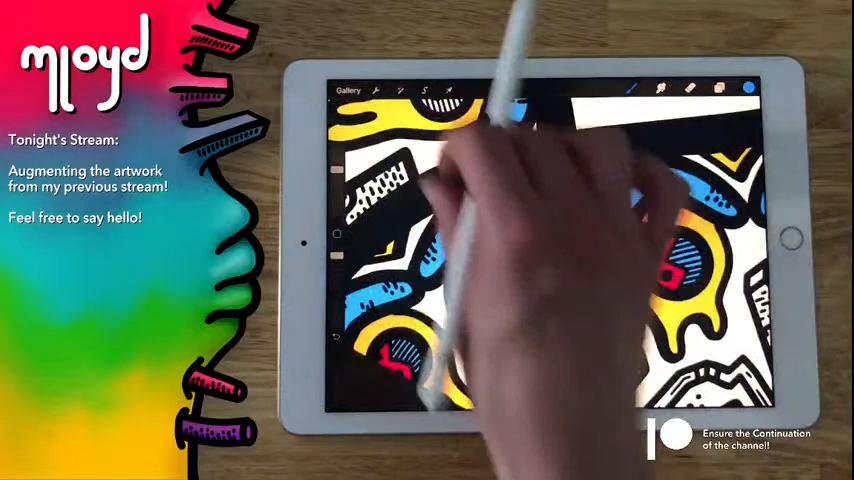 mlloyd
Tonight's Stream:
Augmenting the artwork
from my previous stream!
Feel free to say hello!
Gallery
Ensure the Continuation
of the channel!